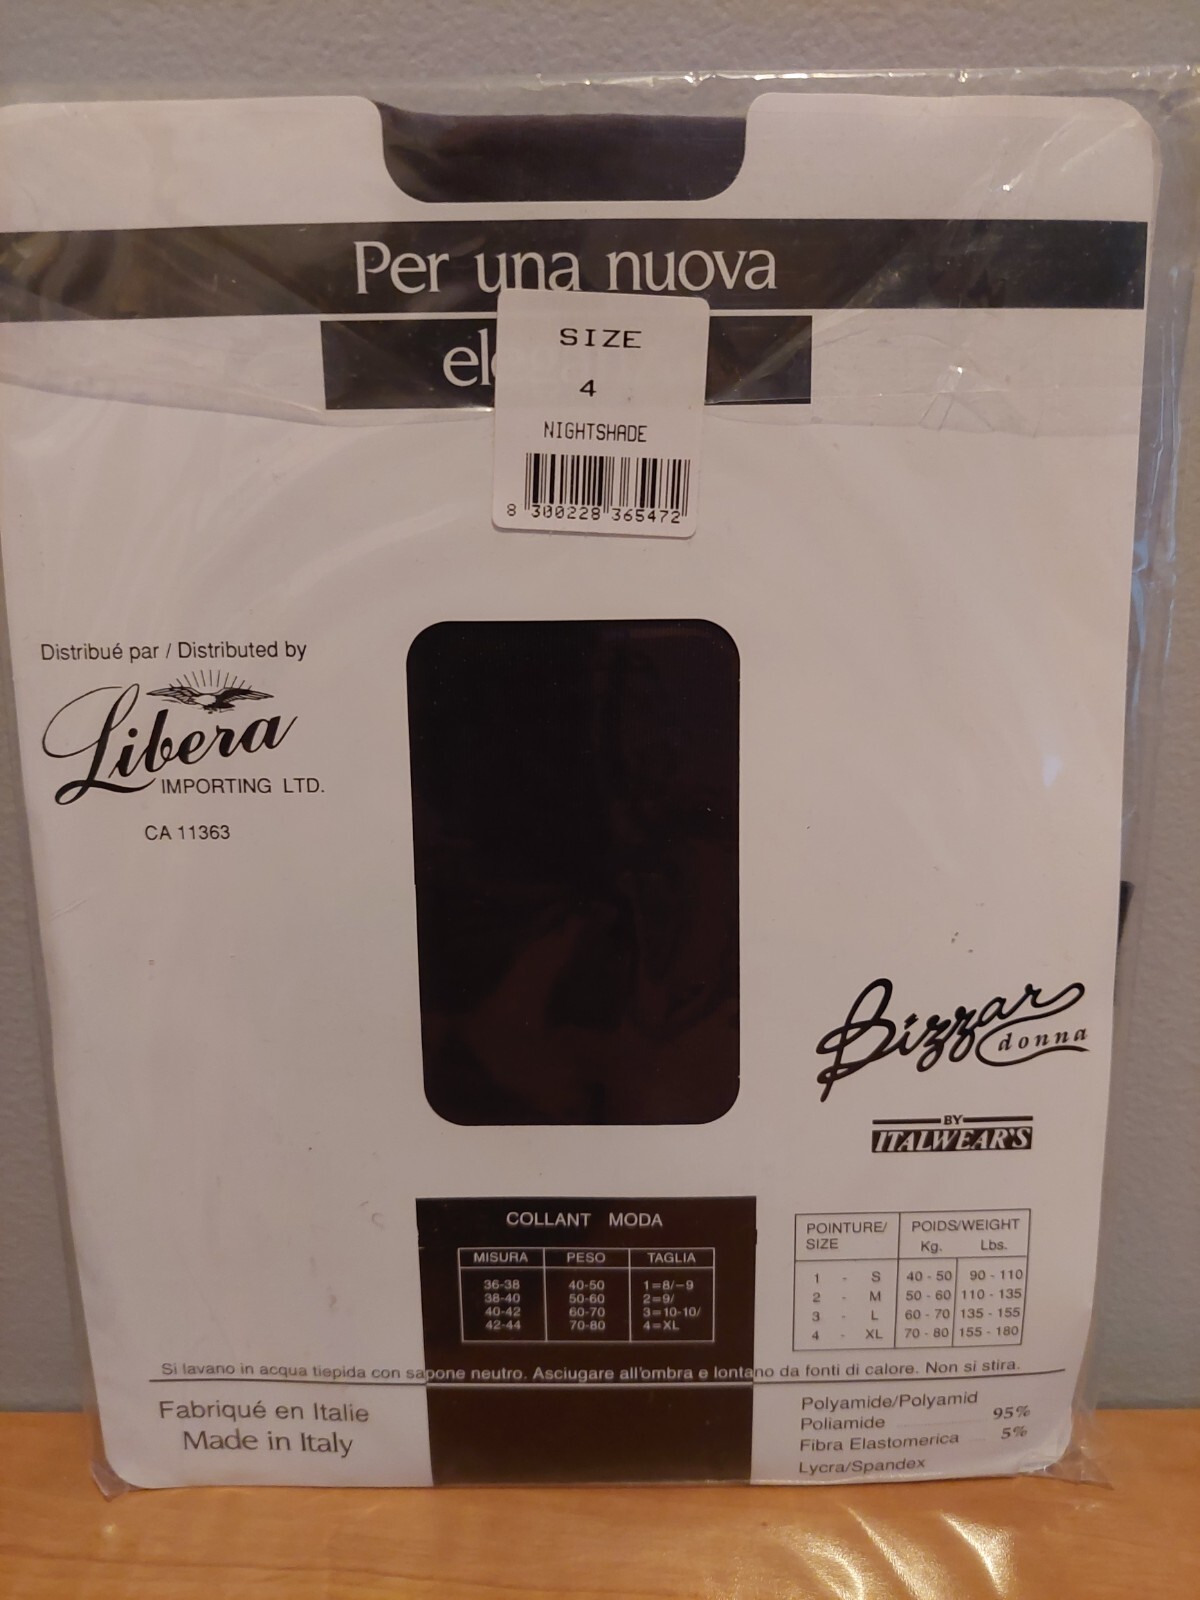 Per una nuova
SIZE
4
NIGHTSHADE
8 300228 365472
Distribué par / Distributed by
Libera
IMPORTING LTD.
CA 11363
Bizzar
donna
BY
ITALWEAR'S
COLLANT MODA
MISURA PESO TAGLIA
36-38 40-50 1=8/-9
38-40 50-60 2=9/
40-42 60-70 3=10-10/
42-44 70-80 4=XL
POINTURE/ POIDS/WEIGHT
SIZE Kg. Lbs.
1 - S 40 - 50 90 - 110
2 - M 50 - 60 110 - 135
3 - L 60 - 70 135 - 155
4 - XL 70 - 80 155 - 180
Si lavano in acqua tiepida con sapone neutro. Asciugare all'ombra e lontano da fonti di calore. Non si stira.
Fabriqué en Italie
Made in Italy
Polyamide/Polyamid
Poliamide 95%
Fibra Elastomerica 5%
Lycra/Spandex